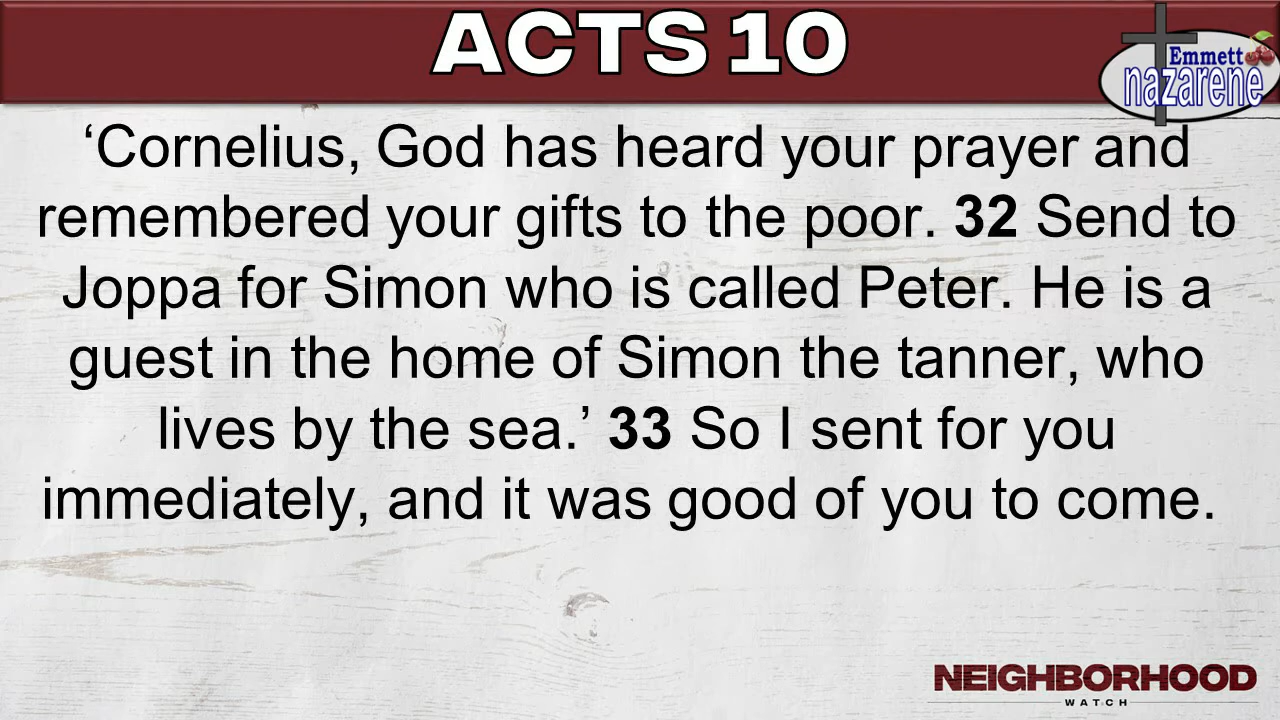 ACTS 10
Emmett
nazarene
‘Cornelius, God has heard your prayer and
remembered your gifts to the poor. 32 Send to
Joppa for Simon who is called Peter. He is a
guest in the home of Simon the tanner, who
lives by the sea.’ 33 So I sent for you
immediately, and it was good of you to come.
NEIGHBORHOOD
WATCH